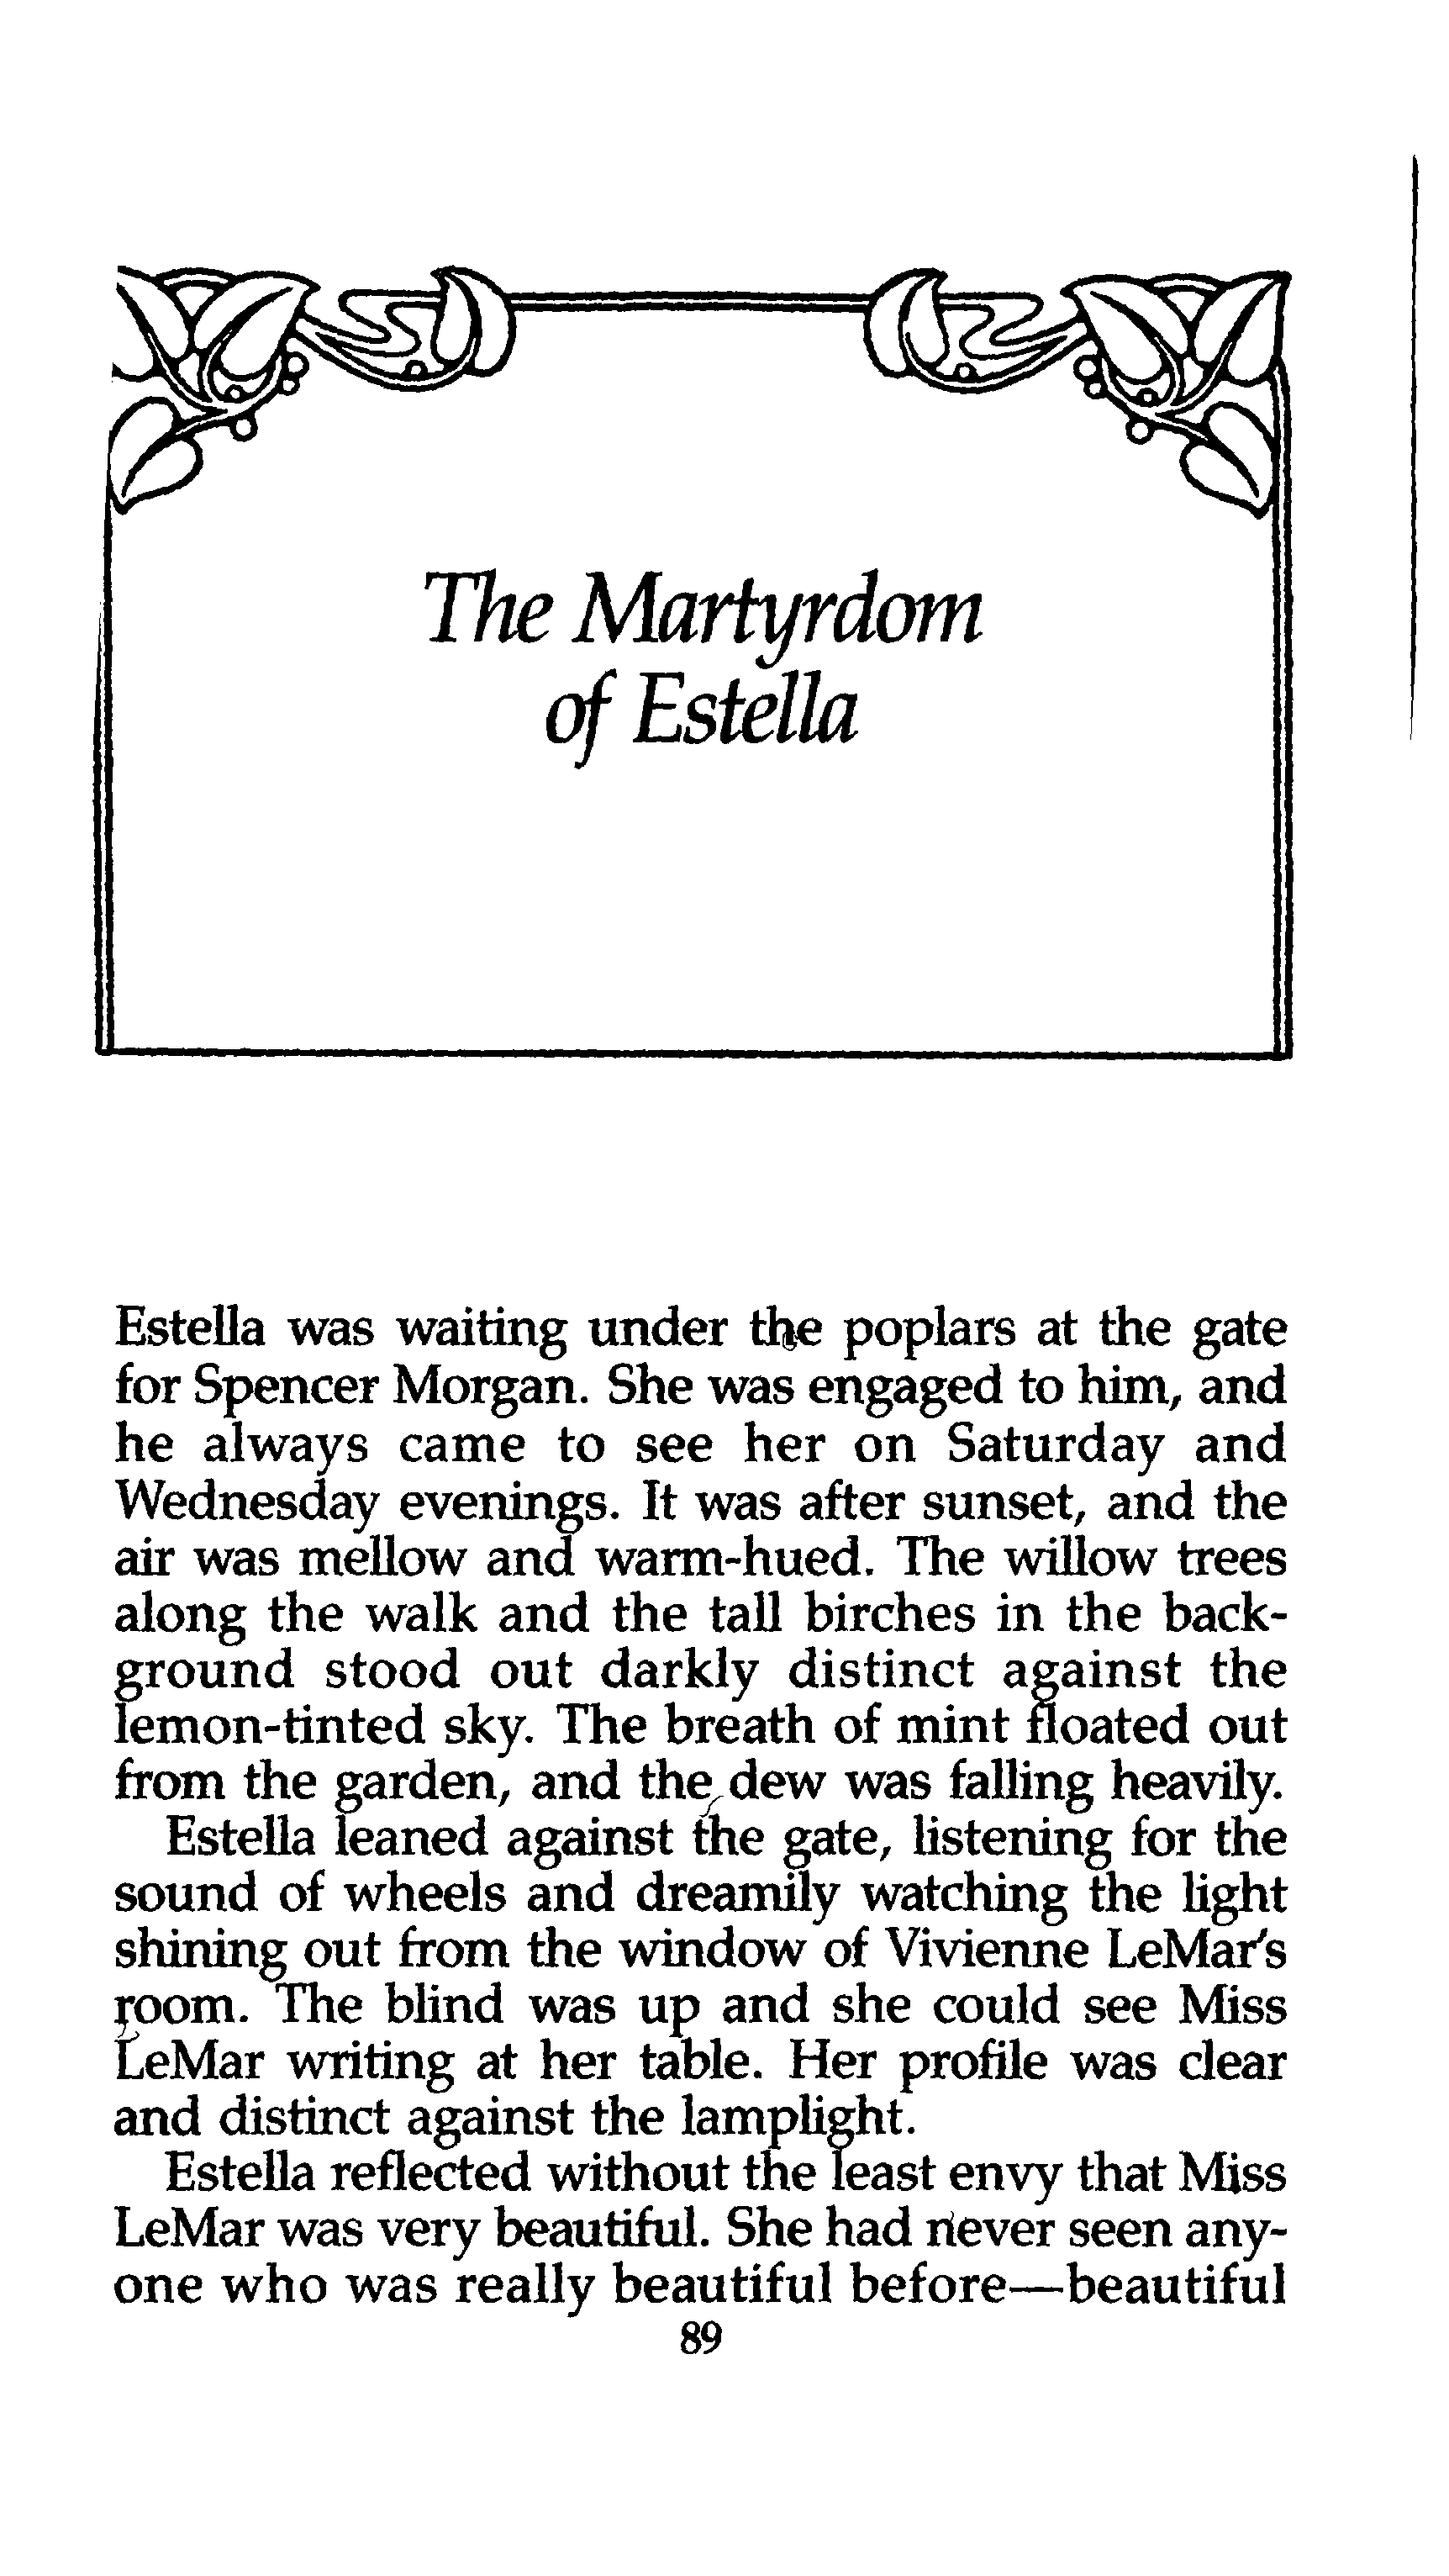 The Martyrdom
of Estella
Estella was waiting under the poplars at the gate
for Spencer Morgan. She was engaged to him, and
he always came to see her on Saturday and
Wednesday evenings. It was after sunset, and the
air was mellow and warm-hued. The willow trees
along the walk and the tall birches in the back-
ground stood out darkly distinct against the
lemon-tinted sky. The breath of mint floated out
from the garden, and the dew was falling heavily.
Estella leaned against the gate, listening for the
sound of wheels and dreamily watching the light
shining out from the window of Vivienne LeMar's
room. The blind was up and she could see Miss
LeMar writing at her table. Her profile was clear
and distinct against the lamplight.
Estella reflected without the least envy that Miss
LeMar was very beautiful. She had never seen any-
one who was really beautiful before—beautiful
89